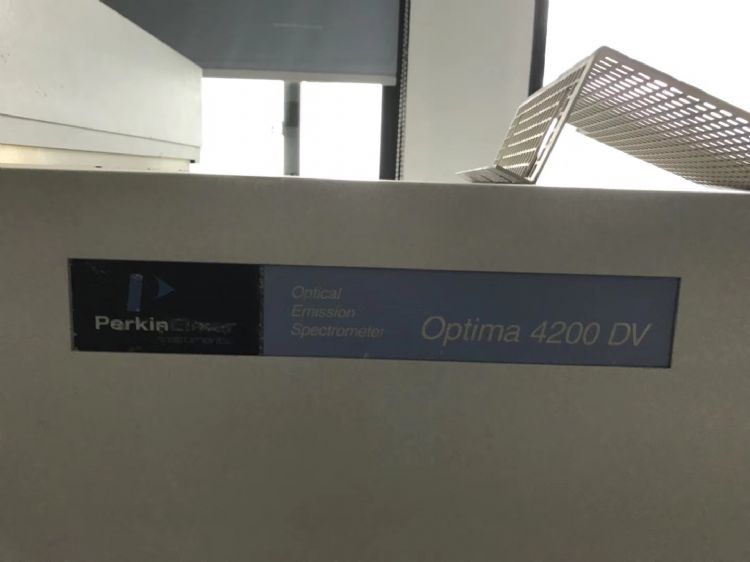 PerkinElmer
instruments.
Optical
Emission
Spectrometer
Optima 4200 DV